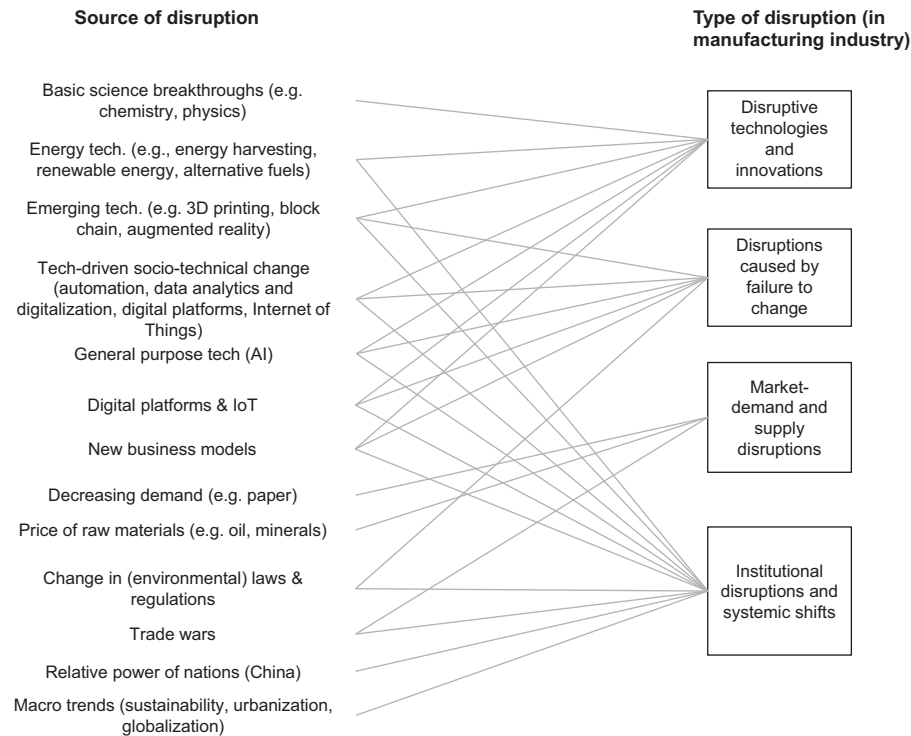 Source of disruption
Type of disruption (in
manufacturing industry)
Basic science breakthroughs (e.g.
chemistry, physics)
Energy tech. (e.g., energy harvesting,
renewable energy, alternative fuels)
Emerging tech. (e.g. 3D printing, block
chain, augmented reality)
Tech-driven socio-technical change
(automation, data analytics and
digitalization, digital platforms, Internet of
Things)
General purpose tech (AI)
Digital platforms & IoT
New business models
Decreasing demand (e.g. paper)
Price of raw materials (e.g. oil, minerals)
Change in (environmental) laws &
regulations
Trade wars
Relative power of nations (China)
Macro trends (sustainability, urbanization,
globalization)
Disruptive
technologies
and
innovations
Disruptions
caused by
failure to
change
Market-
demand and
supply
disruptions
Institutional
disruptions and
systemic shifts